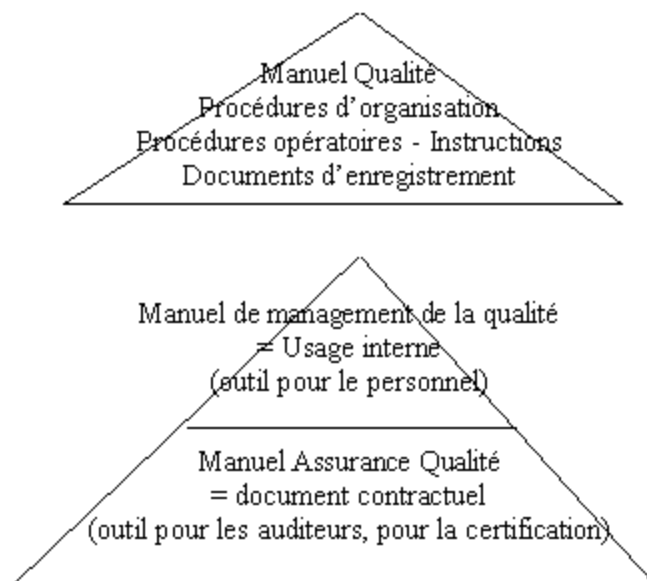 Manuel Qualité
Procédures d'organisation
Procédures opératoires - Instructions
Documents d'enregistrement
Manuel de management de la qualité
= Usage interne
(outil pour le personnel)
Manuel Assurance Qualité
= document contractuel
(outil pour les auditeurs, pour la certification)